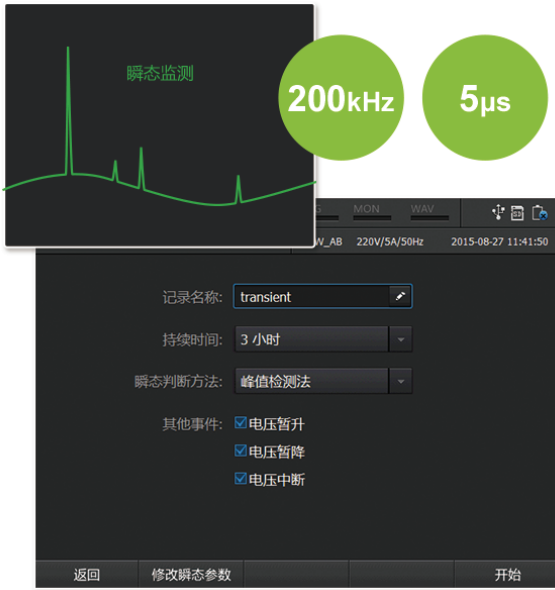 瞬态监测
200kHz
5μs
MON WAV
220V/5A/50Hz 2015-08-27 11:41:50
记录名称: transient
持续时间: 3 小时
瞬态判断方法: 峰值检测法
其他事件: 电压暂升
电压暂降
电压中断
返回 修改瞬态参数 开始